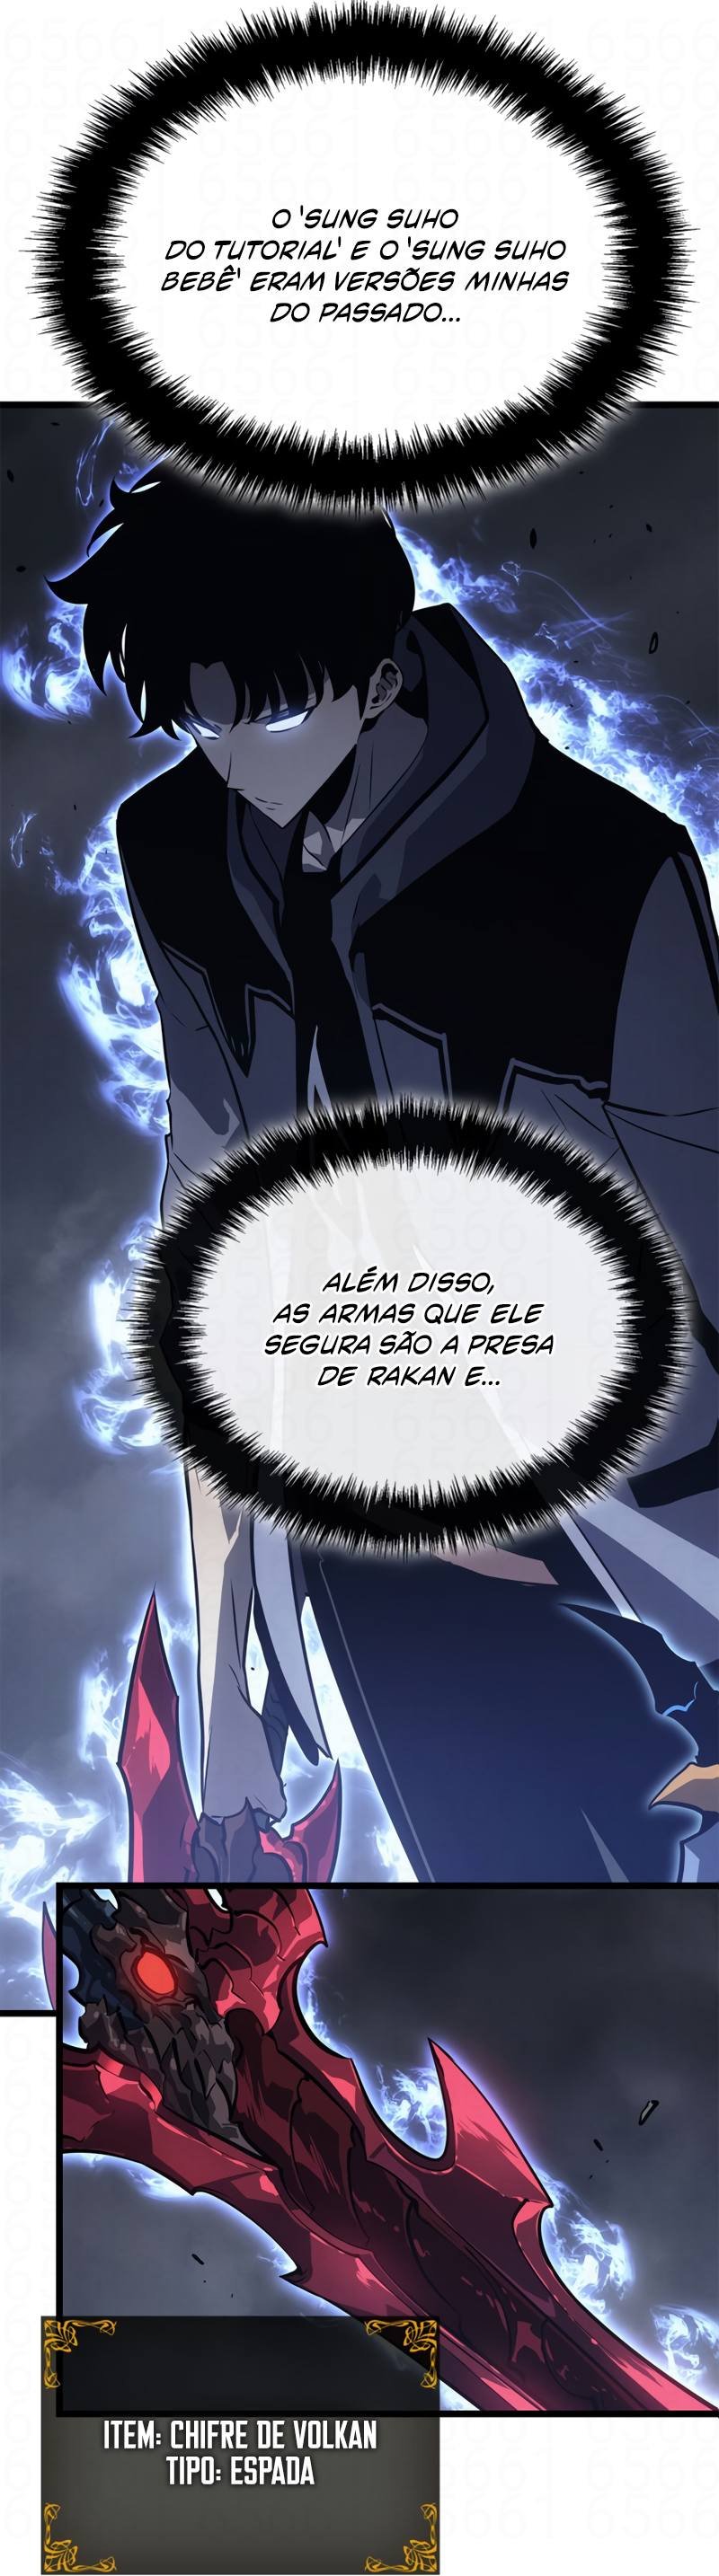 O 'SUNG SUHO
DO TUTORIAL' E O 'SUNG SUHO
BEBÊ' ERAM VERSÕES MINHAS
DO PASSADO...
ALÉM DISSO,
AS ARMAS QUE ELE
SEGURA SÃO A PRESA
DE RAKAN E...
ITEM: CHIFRE DE VOLKAN
TIPO: ESPADA